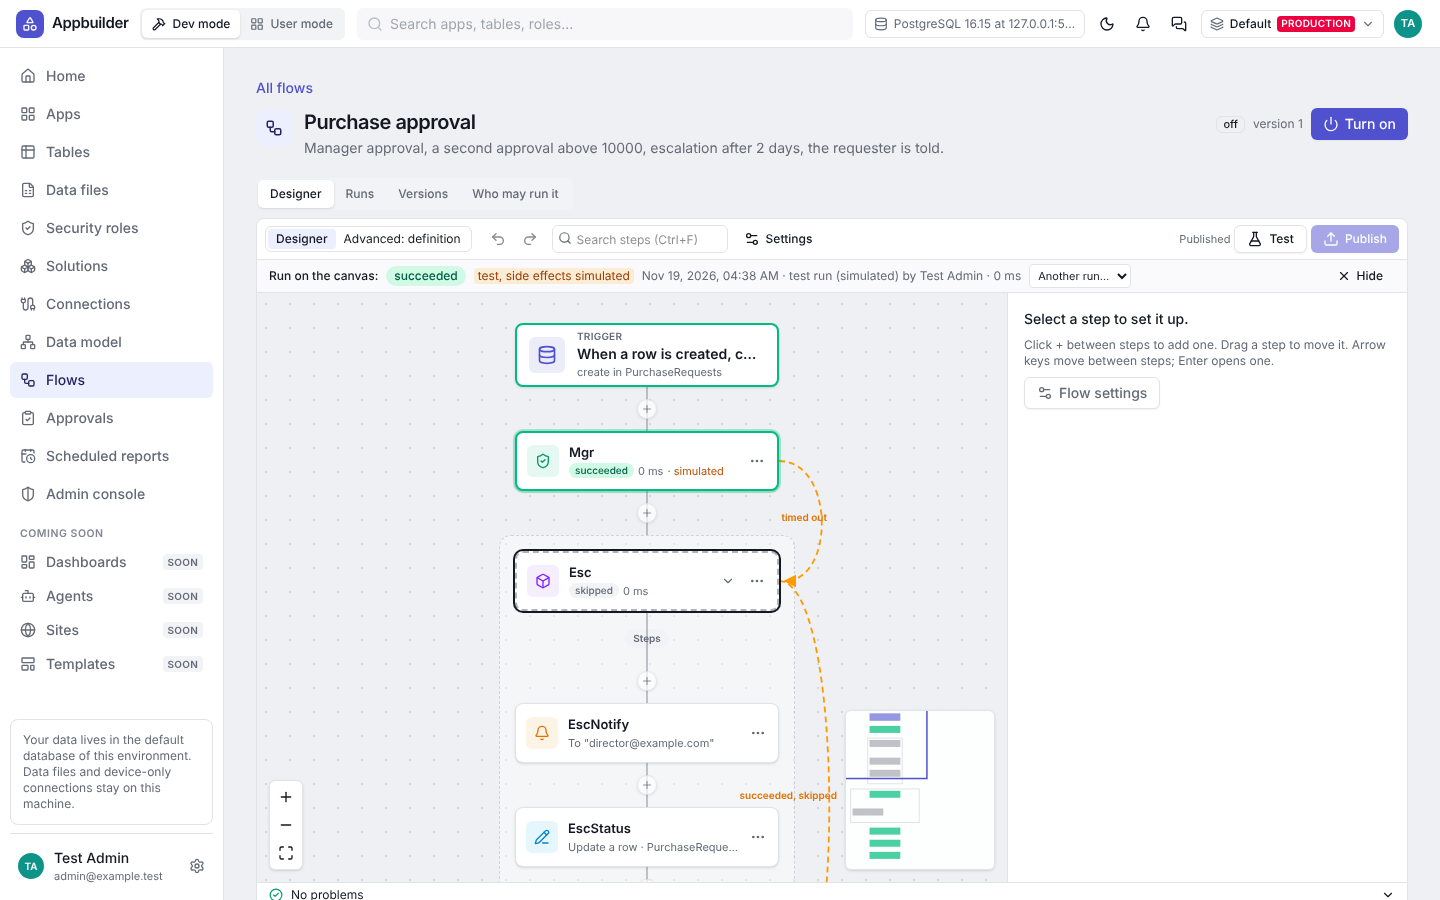 Appbuilder
Dev mode
User mode
Search apps, tables, roles...
PostgreSQL 16.15 at 127.0.0.1:5...
Default
PRODUCTION
TA
Home
Apps
Tables
Data files
Security roles
Solutions
Connections
Data model
Flows
Approvals
Scheduled reports
Admin console
COMING SOON
Dashboards SOON
Agents SOON
Sites SOON
Templates SOON
Your data lives in the default
database of this environment.
Data files and device-only
connections stay on this
machine.
TA
Test Admin
admin@example.test
All flows
Purchase approval
Manager approval, a second approval above 10000, escalation after 2 days, the requester is told.
off
version 1
Turn on
Designer
Runs
Versions
Who may run it
Designer
Advanced: definition
Search steps (Ctrl+F)
Settings
Published
Test
Publish
Run on the canvas:
succeeded
test, side effects simulated
Nov 19, 2026, 04:38 AM · test run (simulated) by Test Admin · 0 ms
Another run...
Hide
TRIGGER
When a row is created, c...
create in PurchaseRequests
Mgr
succeeded 0 ms · simulated
timed out
Esc
skipped 0 ms
Steps
EscNotify
To "director@example.com"
succeeded, skipped
EscStatus
Update a row · PurchaseReque...
Select a step to set it up.
Click + between steps to add one. Drag a step to move it. Arrow
keys move between steps; Enter opens one.
Flow settings
No problems